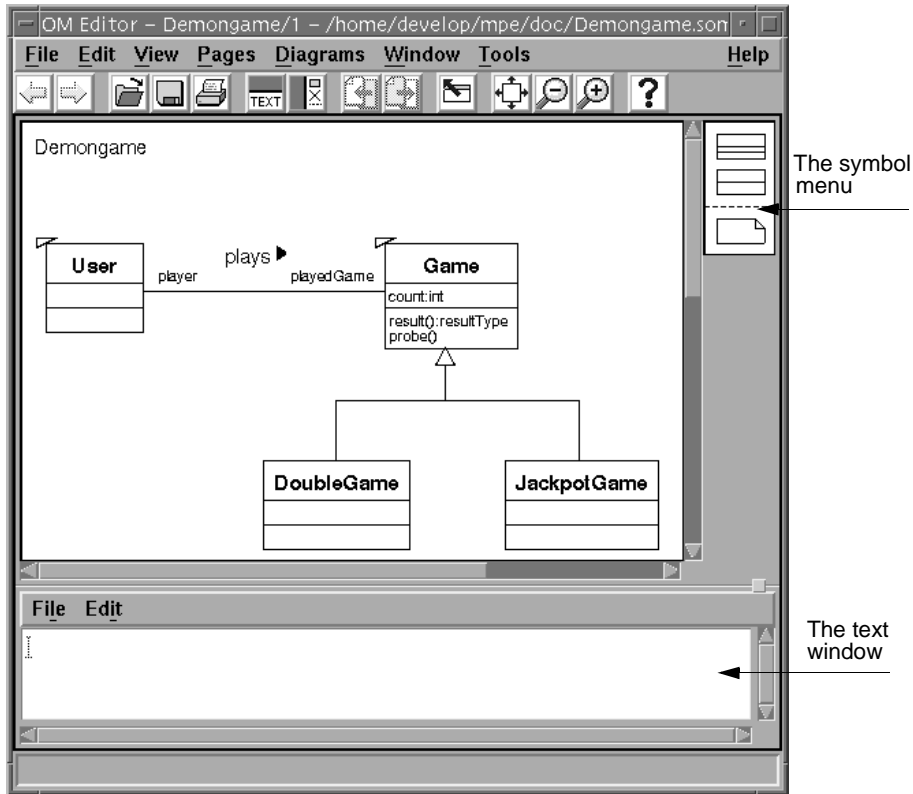 OM Editor – Demongame/1 – /home/develop/mpe/doc/Demongame.som
File Edit View Pages Diagrams Window Tools Help
TEXT ?
Demongame
The symbol
menu
User
player
plays
playedGame
Game
count:int
result():resultType
probe()
DoubleGame
JackpotGame
File Edit
The text
window